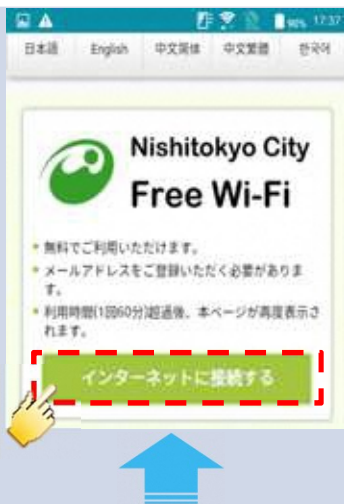 90% 17:37
日本語 English 中文简体 中文繁體 한국어
Nishitokyo City
Free Wi-Fi
無料でご利用いただけます。
メールアドレスをご登録いただく必要がありま
す。
利用時間(1回60分)超過後、本ページが再度表示さ
れます。
インターネットに接続する